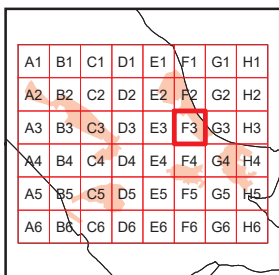 A1 B1 C1 D1 E1 F1 G1 H1
A2 B2 C2 D2 E2 F2 G2 H2
A3 B3 C3 D3 E3 F3 G3 H3
A4 B4 C4 D4 E4 F4 G4 H4
A5 B5 C5 D5 E5 F5 G5 H5
A6 B6 C6 D6 E6 F6 G6 H6